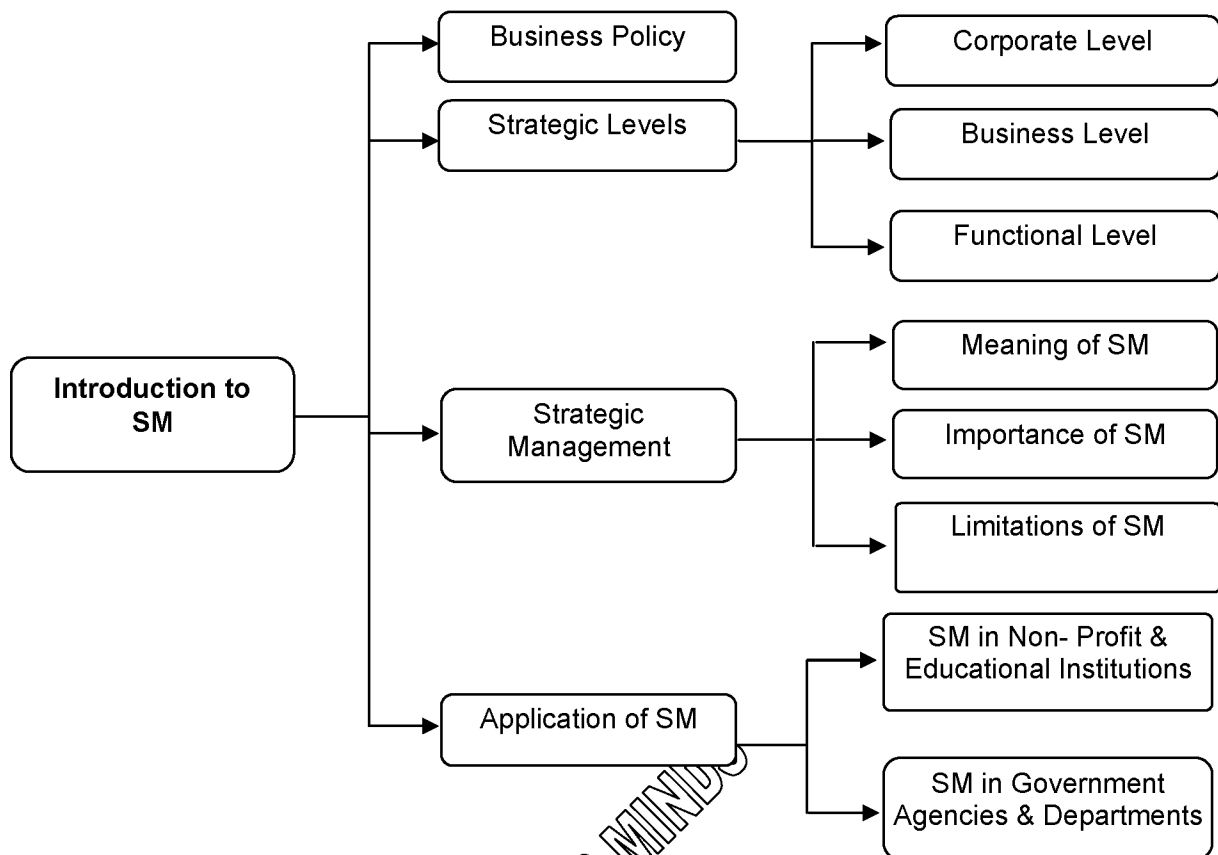 Introduction to
SM
Business Policy
Strategic Levels
Strategic
Management
Application of SM
Corporate Level
Business Level
Functional Level
Meaning of SM
Importance of SM
Limitations of SM
SM in Non- Profit &
Educational Institutions
SM in Government
Agencies & Departments
MINDS